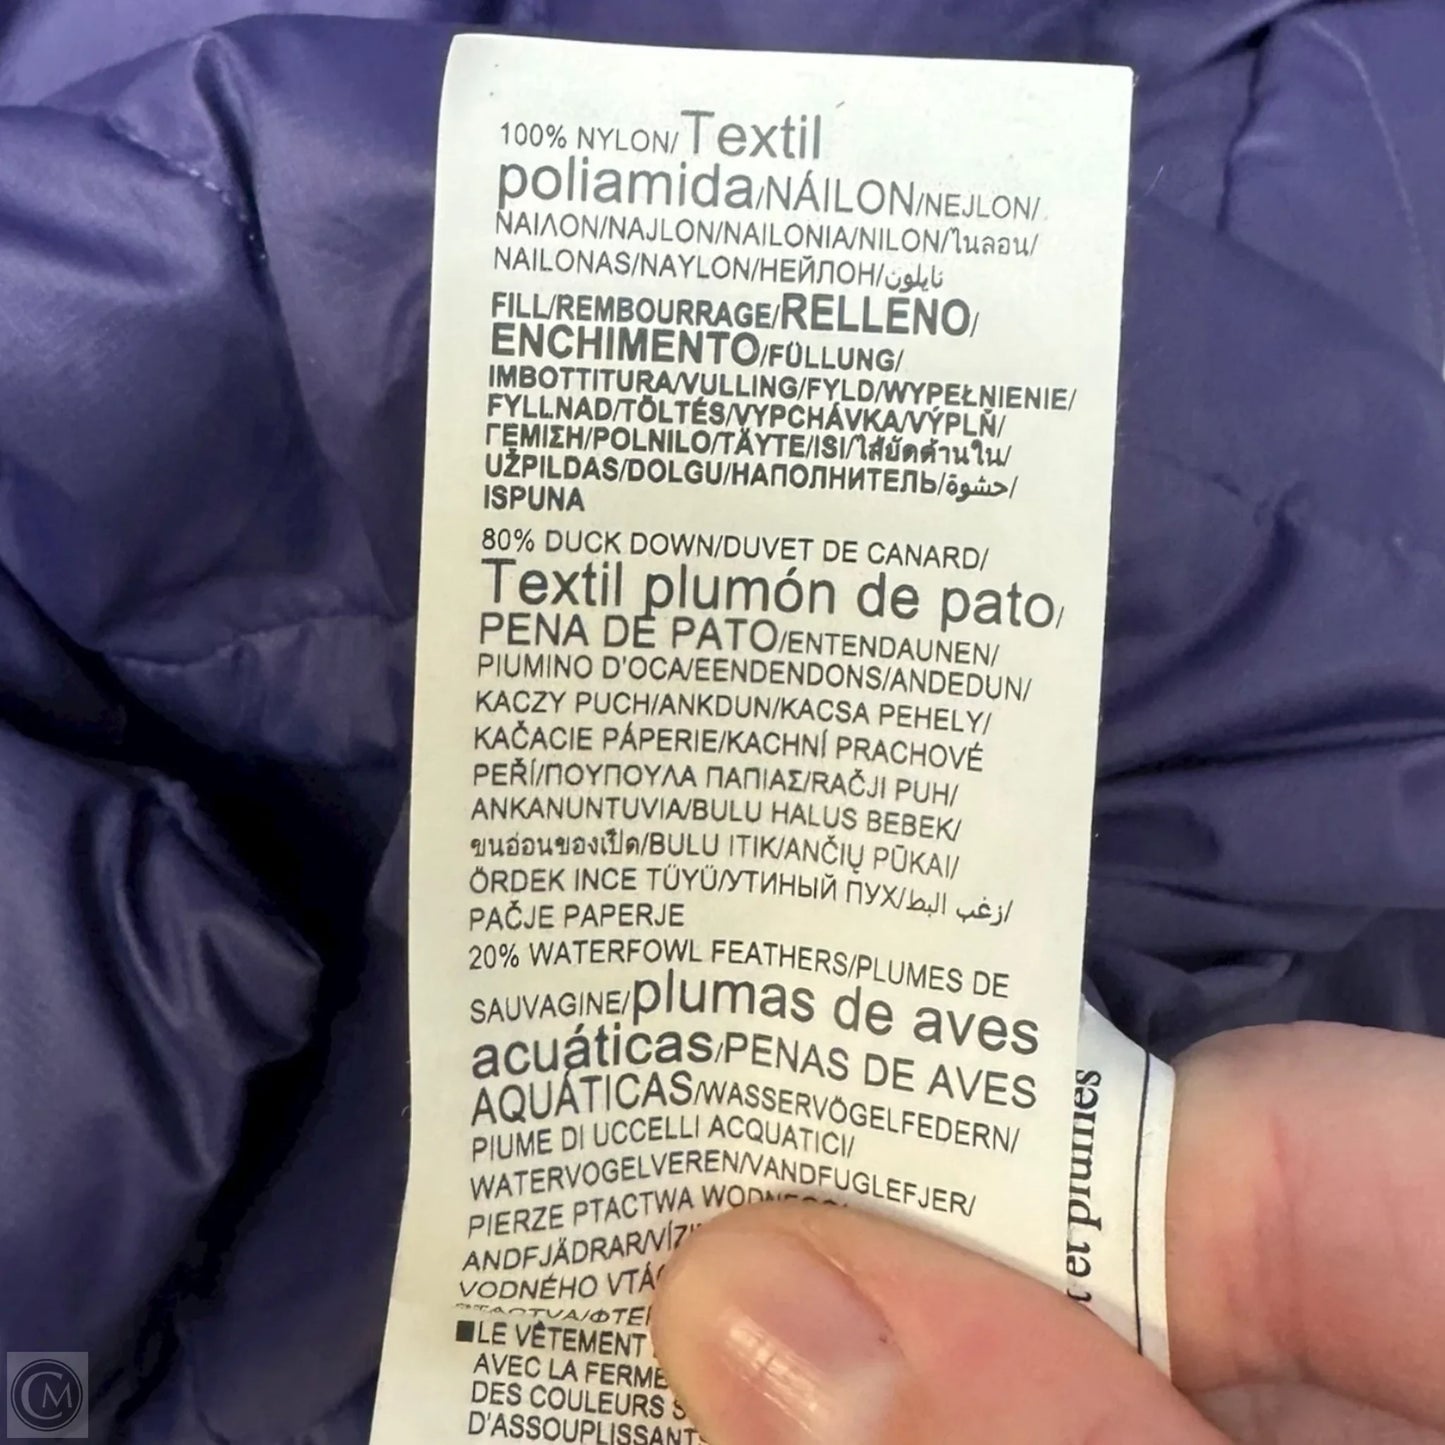 100% NYLON/Textil
poliamida/NÁILON/NEJLON/
ΝΑΙΛΟΝ/NAJLON/NAILONIA/NILON/ไนลอน/
NAILONAS/NAYLON/НЕЙЛОН/نايلون
FILL/REMBOURRAGE/RELLENO/
ENCHIMENTO/FÜLLUNG/
IMBOTTITURA/VULLING/FYLD/WYPEŁNIENIE/
FYLLNAD/TÖLTÉS/VYPCHÁVKA/VÝPLŇ/
ΓΕΜΙΣΗ/POLNILO/TÄYTE/ISI/ไส้ยัดด้านใน/
UŽPILDAS/DOLGU/НАПОЛНИТЕЛЬ/حشوة/
ISPUNA
80% DUCK DOWN/DUVET DE CANARD/
Textil plumón de pato/
PENA DE PATO/ENTENDAUNEN/
PIUMINO D'OCA/EENDENDONS/ANDEDUN/
KACZY PUCH/ANKDUN/KACSA PEHELY/
KAČACIE PÁPERIE/KACHNÍ PRACHOVÉ
PEŘÍ/ΠΟΥΠΟΥΛΑ ΠΑΠΙΑΣ/RAČJI PUH/
ANKANUNTUVIA/BULU HALUS BEBEK/
ขนอ่อนของเป็ด/BULU ITIK/ANČIŲ PŪKAI/
ÖRDEK INCE TÜYÜ/УТИНЫЙ ПУХ/زغب البط/
PAČJE PAPERJE
20% WATERFOWL FEATHERS/PLUMES DE
SAUVAGINE/plumas de aves
acuáticas/PENAS DE AVES
AQUÁTICAS/WASSERVÖGELFEDERN/
PIUME DI UCCELLI ACQUATICI/
WATERVOGELVEREN/VANDFUGLEFJER/
PIERZE PTACTWA
ANDFJÄDRAR/
VODNÉHO
■LE VÊTEMENT
AVEC LA
DES COULEURS
et plumes
CM